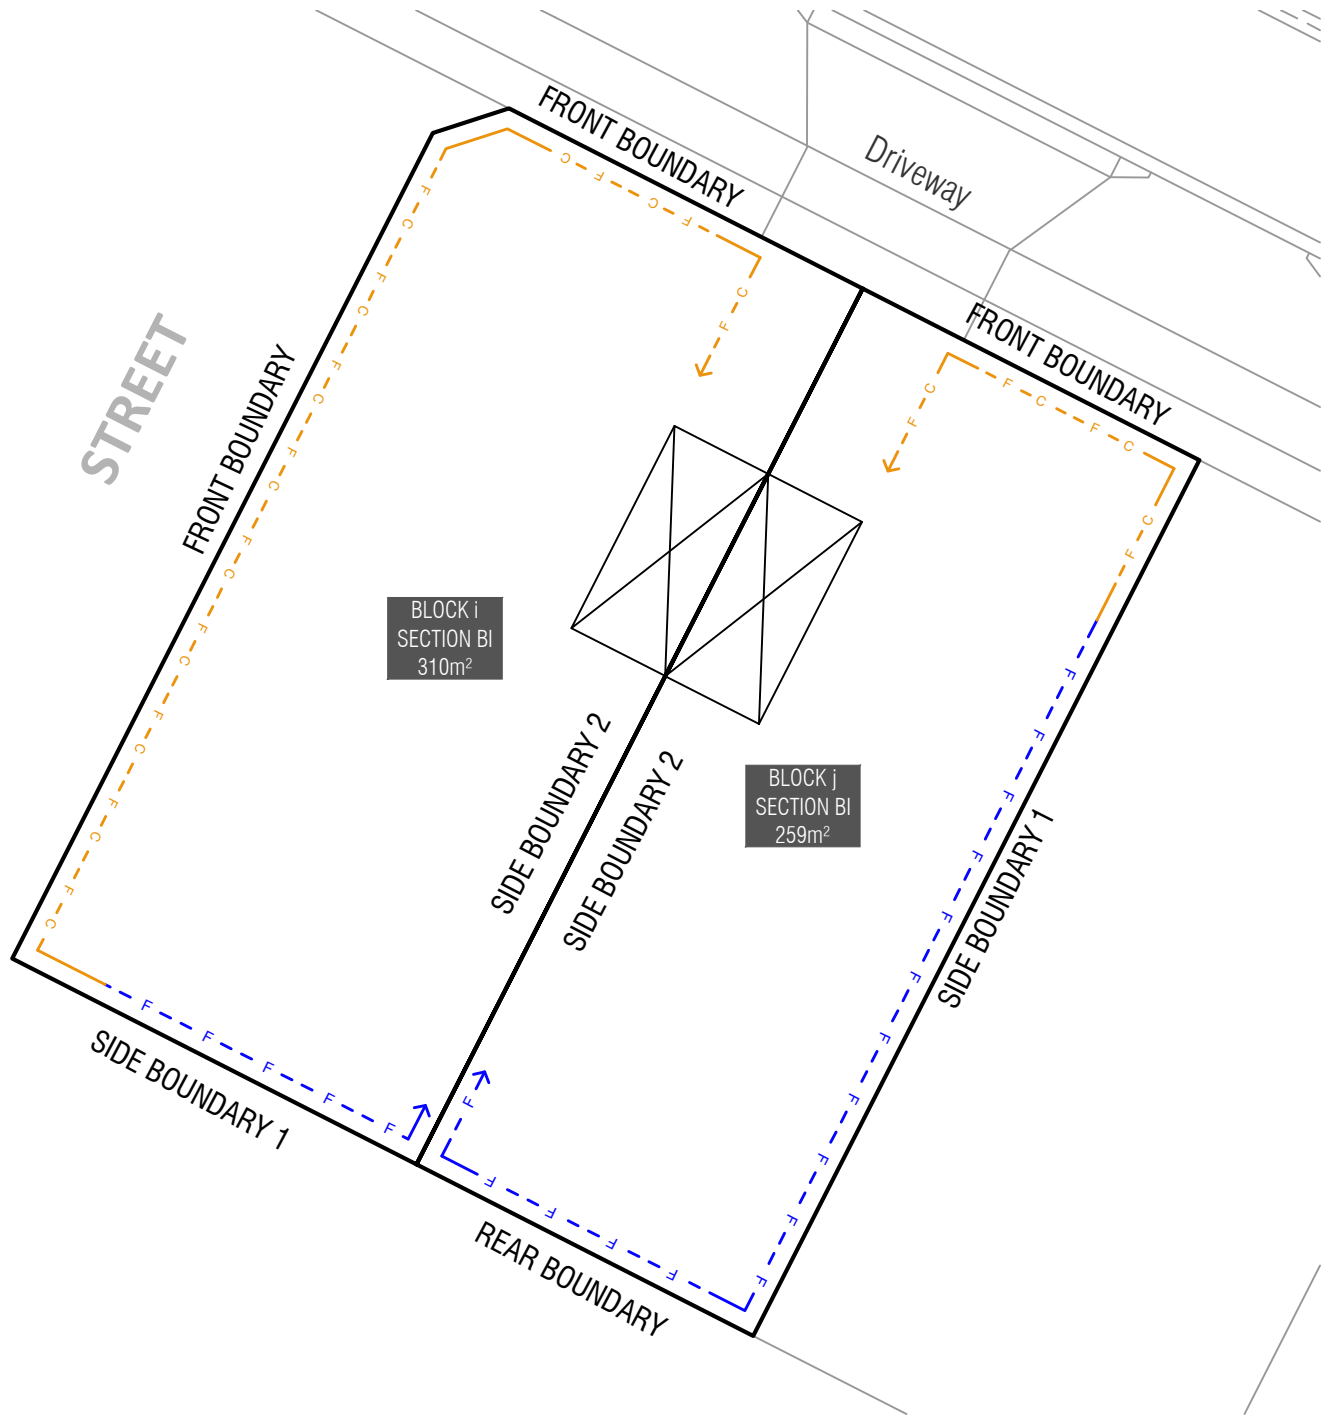 FRONT BOUNDARY
Driveway
FRONT BOUNDARY
STREET
FRONT BOUNDARY
BLOCK i
SECTION BI
310m²
SIDE BOUNDARY 2
SIDE BOUNDARY 2
BLOCK j
SECTION BI
259m²
SIDE BOUNDARY 1
SIDE BOUNDARY 1
REAR BOUNDARY
C F C F
C F
F C F C F C F C F C F C F C F C F C
F C F C
C F
C F
F F F F F
F
F F F F
F F F F F F F F F F F